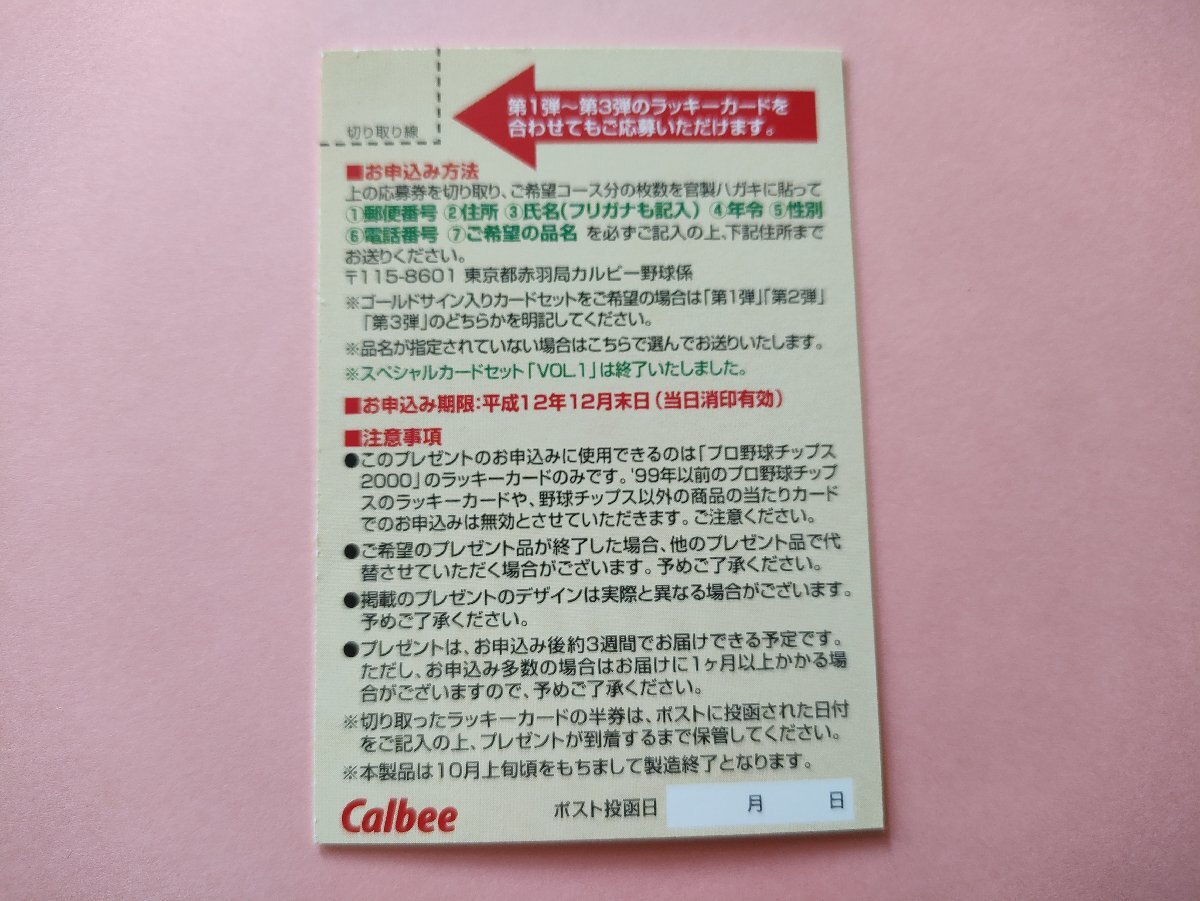 第1弾～第3弾のラッキーカードを
合わせてもご応募いただけます。
切り取り線
■お申込み方法
上の応募券を切り取り、ご希望コース分の枚数を官製ハガキに貼って
①郵便番号 ②住所 ③氏名(フリガナも記入) ④年令 ⑤性別
⑥電話番号 ⑦ご希望の品名 を必ずご記入の上、下記住所まで
お送りください。
〒115-8601 東京都赤羽局カルビー野球係
※ゴールドサイン入りカードセットをご希望の場合は「第1弾」「第2弾」
「第3弾」のどちらかを明記してください。
※品名が指定されていない場合はこちらで選んでお送りいたします。
※スペシャルカードセット「VOL.1」は終了いたしました。
■お申込み期限:平成12年12月末日(当日消印有効)
■注意事項
●このプレゼントのお申込みに使用できるのは「プロ野球チップス
2000」のラッキーカードのみです。'99年以前のプロ野球チップ
スのラッキーカードや、野球チップス以外の商品の当たりカード
でのお申込みは無効とさせていただきます。ご注意ください。
●ご希望のプレゼント品が終了した場合、他のプレゼント品で代
替させていただく場合がございます。予めご了承ください。
●掲載のプレゼントのデザインは実際と異なる場合がございます。
予めご了承ください。
●プレゼントは、お申込み後約3週間でお届けできる予定です。
ただし、お申込み多数の場合はお届けに1ヶ月以上かかる場
合がございますので、予めご了承ください。
※切り取ったラッキーカードの半券は、ポストに投函された日付
をご記入の上、プレゼントが到着するまで保管してください。
※本製品は10月上旬頃をもちまして製造終了となります。
Calbee ポスト投函日 月 日